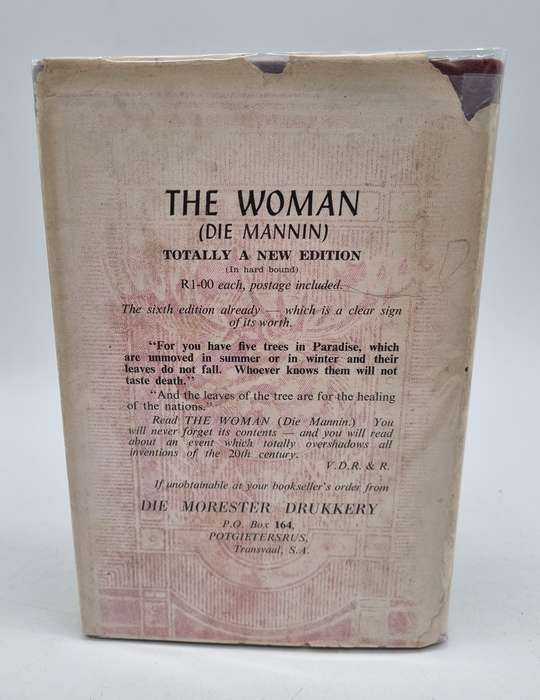 THE WOMAN
(DIE MANNIN)
TOTALLY A NEW EDITION
(In hard bound)
R1-00 each, postage included.
The sixth edition already — which is a clear sign
of its worth.
"For you have five trees in Paradise, which
are unmoved in summer or in winter and their
leaves do not fall. Whoever knows them will not
taste death."
"And the leaves of the tree are for the healing
of the nations."
Read THE WOMAN (Die Mannin.) You
will never forget its contents — and you will read
about an event which totally overshadows all
inventions of the 20th century.
V.D.R. & R.
If unobtainable at your bookseller's order from
DIE MORESTER DRUKKERY
P.O. Box 164,
POTGIETERSRUS,
Transvaal, S.A.